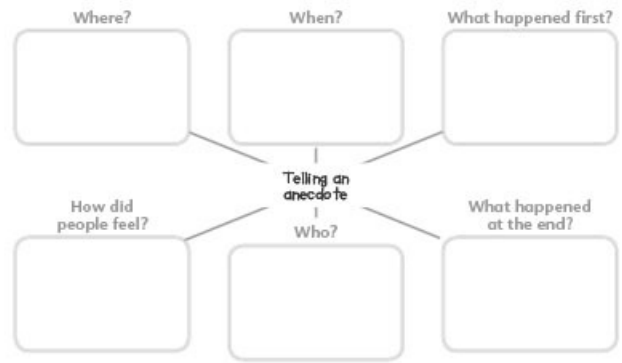 Where?
When?
What happened first?
Telling an
anecdote
How did
people feel?
Who?
What happened
at the end?